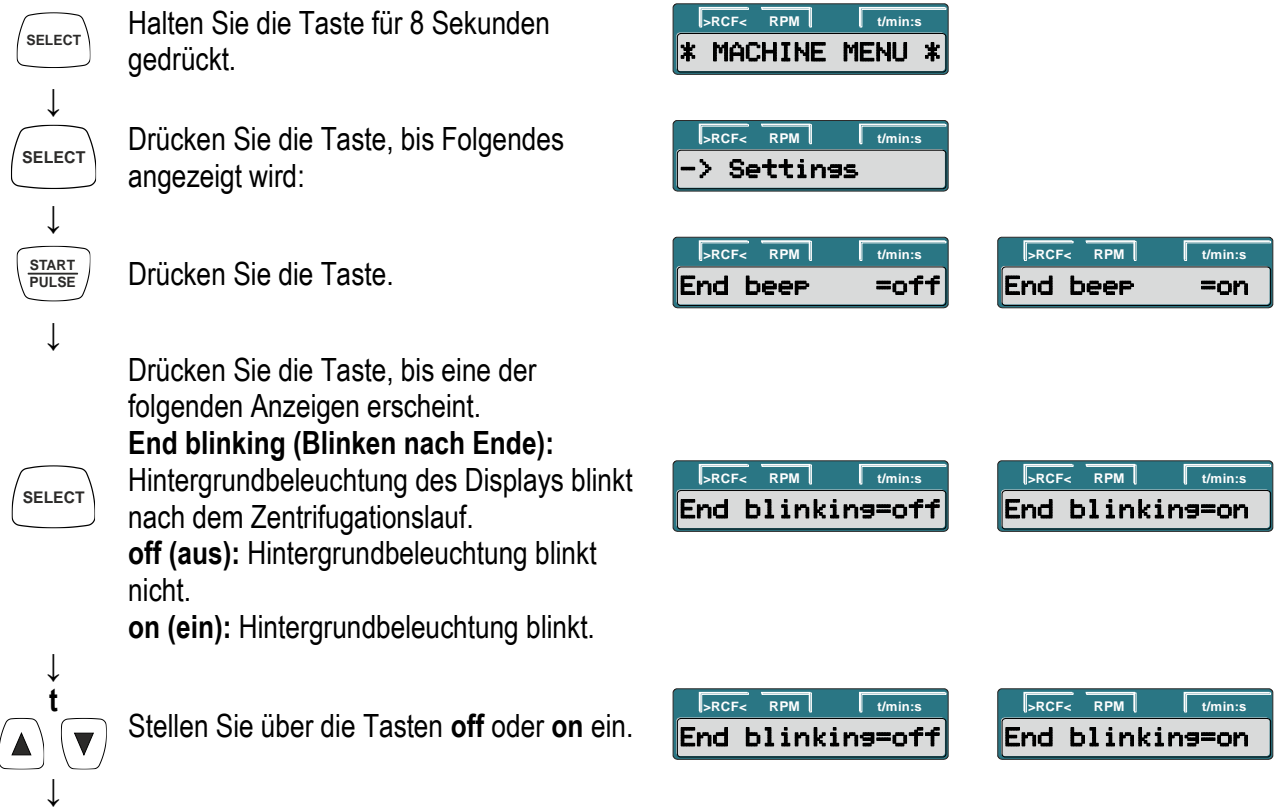 SELECT
Halten Sie die Taste für 8 Sekunden
gedrückt.
>RCF< RPM t/min:s
* MACHINE MENU *
↓
SELECT
Drücken Sie die Taste, bis Folgendes
angezeigt wird:
>RCF< RPM t/min:s
-> Settings
↓
START
PULSE
Drücken Sie die Taste.
>RCF< RPM t/min:s
End beep =off
>RCF< RPM t/min:s
End beep =on
↓
Drücken Sie die Taste, bis eine der
folgenden Anzeigen erscheint.
End blinking (Blinken nach Ende):
SELECT
Hintergrundbeleuchtung des Displays blinkt
nach dem Zentrifugationslauf.
off (aus): Hintergrundbeleuchtung blinkt
nicht.
on (ein): Hintergrundbeleuchtung blinkt.
>RCF< RPM t/min:s
End blinking=off
>RCF< RPM t/min:s
End blinking=on
↓
t
▲ ▼
Stellen Sie über die Tasten off oder on ein.
>RCF< RPM t/min:s
End blinking=off
>RCF< RPM t/min:s
End blinking=on
↓